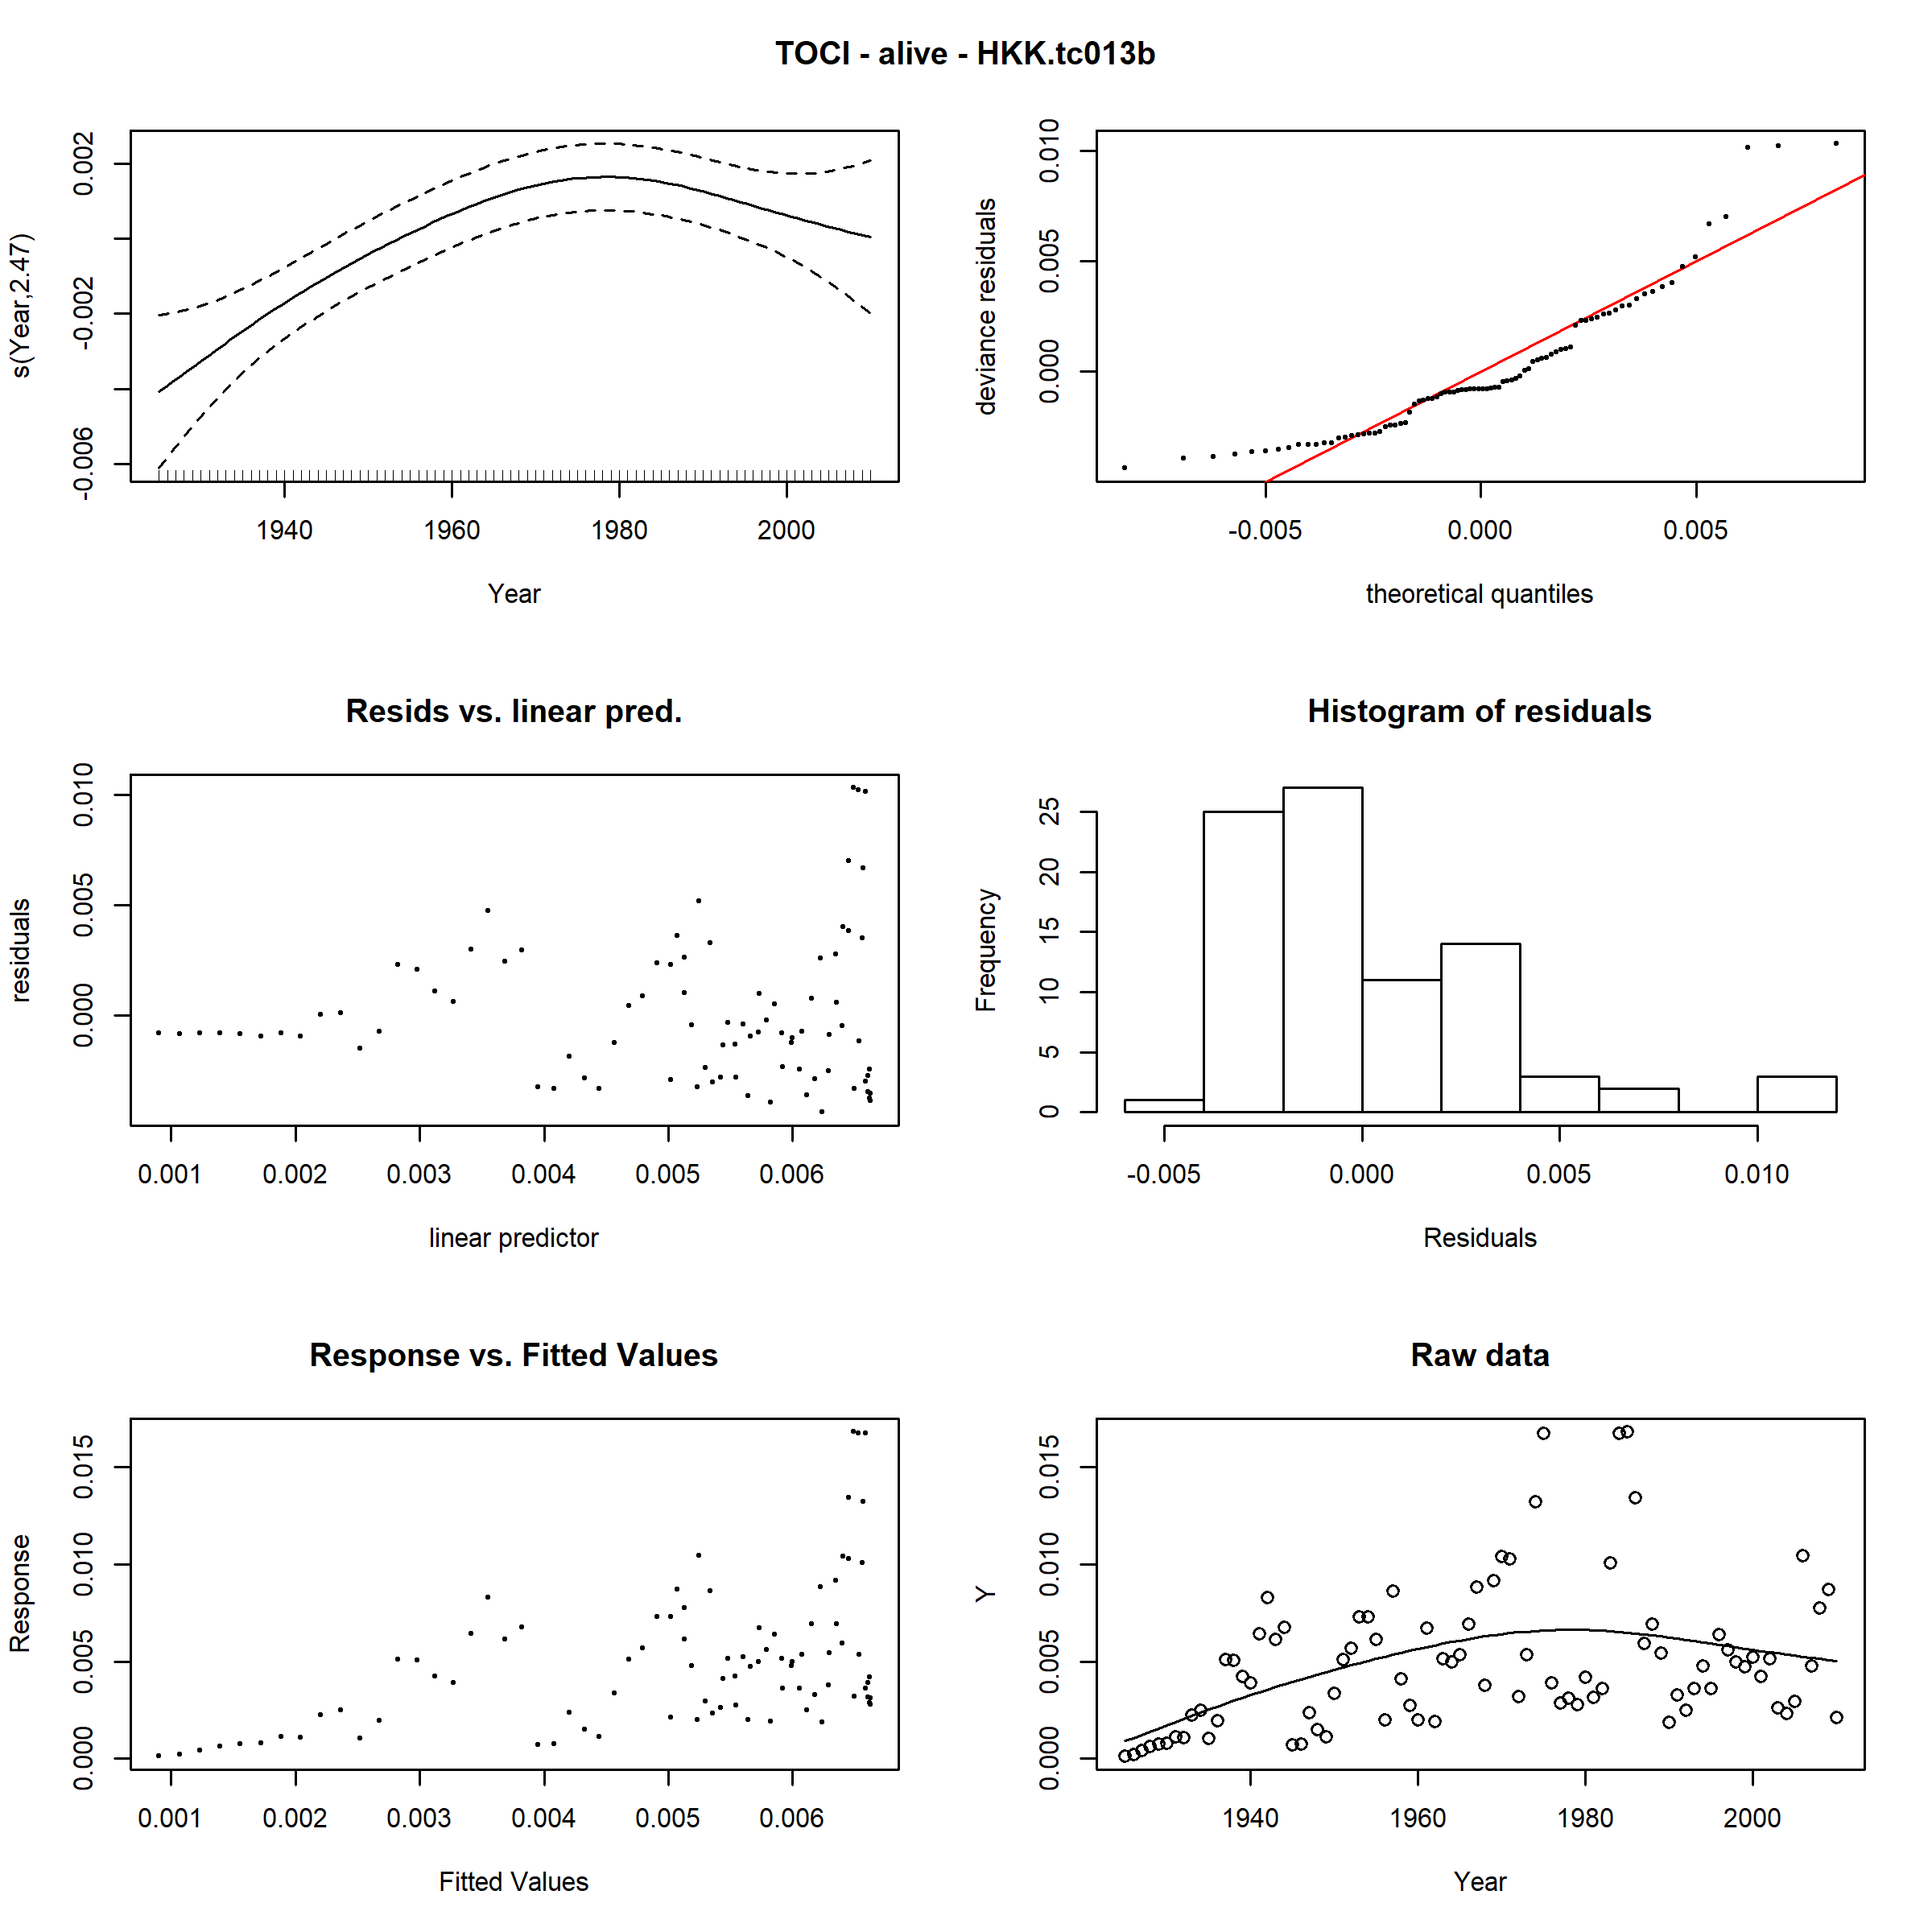 TOCI - alive - HKK.tc013b
s(Year,2.47)
0.002
-0.002
-0.006
1940 1960 1980 2000
Year
deviance residuals
0.010
0.005
0.000
-0.005 0.000 0.005
theoretical quantiles
Resids vs. linear pred.
residuals
0.010
0.005
0.000
0.001 0.002 0.003 0.004 0.005 0.006
linear predictor
Histogram of residuals
Frequency
25
20
15
10
5
0
-0.005 0.000 0.005 0.010
Residuals
Response vs. Fitted Values
Response
0.015
0.010
0.005
0.000
0.001 0.002 0.003 0.004 0.005 0.006
Fitted Values
Raw data
Y
0.015
0.010
0.005
0.000
1940 1960 1980 2000
Year